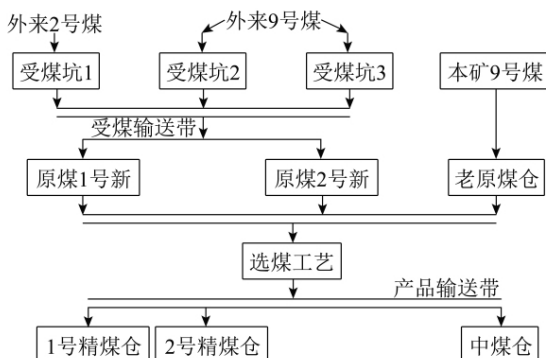 外来2号煤
外来9号煤
受煤坑1
受煤坑2
受煤坑3
本矿9号煤
受煤输送带
原煤1号新
原煤2号新
老原煤仓
选煤工艺
产品输送带
1号精煤仓
2号精煤仓
中煤仓